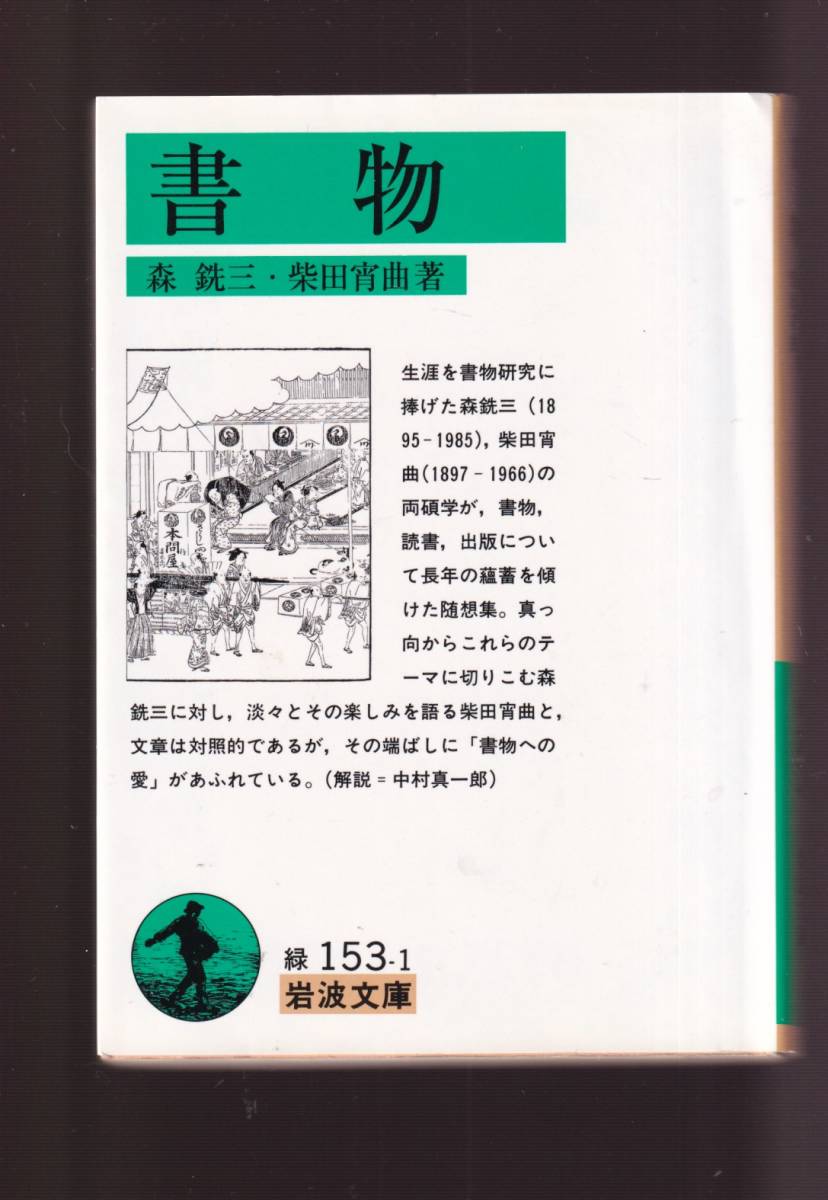 書物
森 銑三・柴田宵曲著
生涯を書物研究に
捧げた森銑三（18
95-1985），柴田宵
曲(1897-1966)の
両碩学が，書物，
読書，出版につい
て長年の蘊蓄を傾
けた随想集。真っ
向からこれらのテ
ーマに切りこむ森
銑三に対し，淡々とその楽しみを語る柴田宵曲と，
文章は対照的であるが，その端ばしに「書物への
愛」があふれている。（解説＝中村真一郎）
本問屋
緑 153-1
岩波文庫